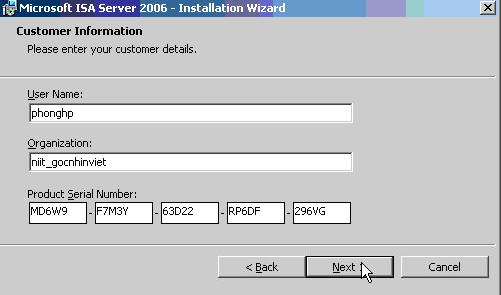 Microsoft ISA Server 2006 - Installation Wizard
Customer Information
Please enter your customer details.
User Name:
phonghp
Organization:
niit_gocnhinviet
Product Serial Number:
MD6W9 - F7M3Y - 63D22 - RP6DF - 296VG
< Back Next > Cancel